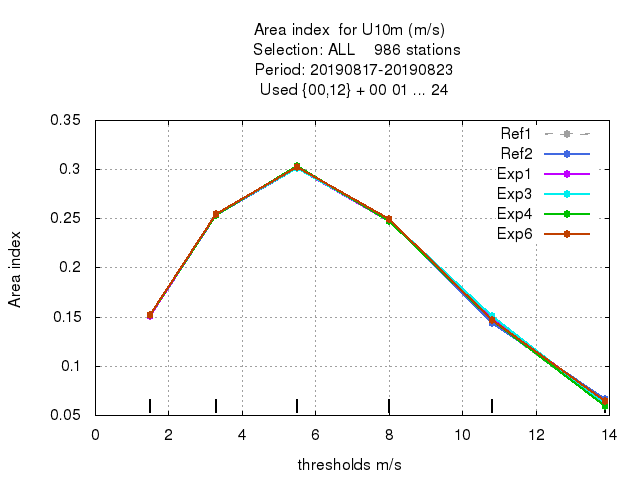 Area index  for U10m (m/s)
Selection: ALL    986 stations
Period: 20190817-20190823
Used {00,12} + 00 01 ... 24
0.35
0.3
0.25
0.2
0.15
0.1
0.05
Area index
Ref1
Ref2
Exp1
Exp3
Exp4
Exp6
0 2 4 6 8 10 12 14
thresholds m/s